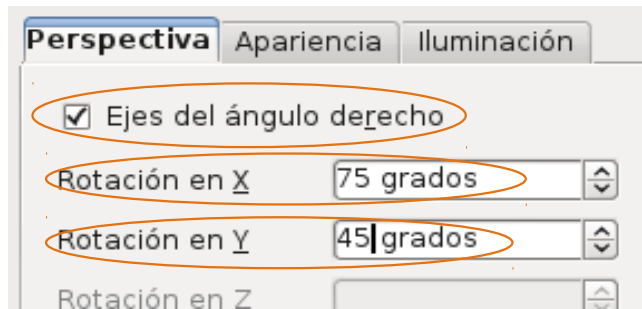 Perspectiva Apariencia Iluminación
Ejes del ángulo derecho
Rotación en X 75 grados
Rotación en Y 45 grados
Rotación en Z